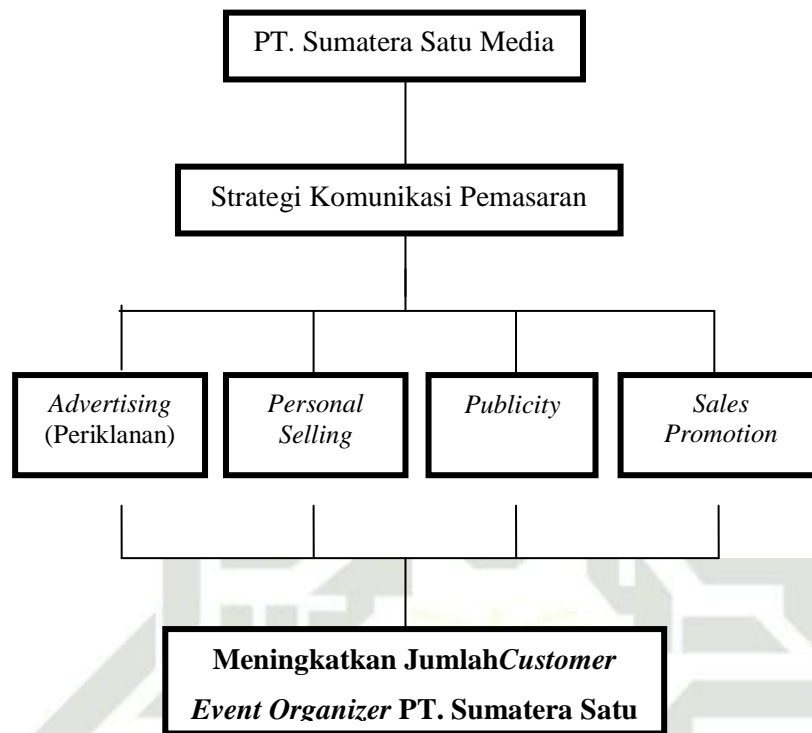 PT. Sumatera Satu Media
Strategi Komunikasi Pemasaran
Advertising
(Periklanan)
Personal
Selling
Publicity
Sales
Promotion
Meningkatkan JumlahCustomer
Event Organizer PT. Sumatera Satu